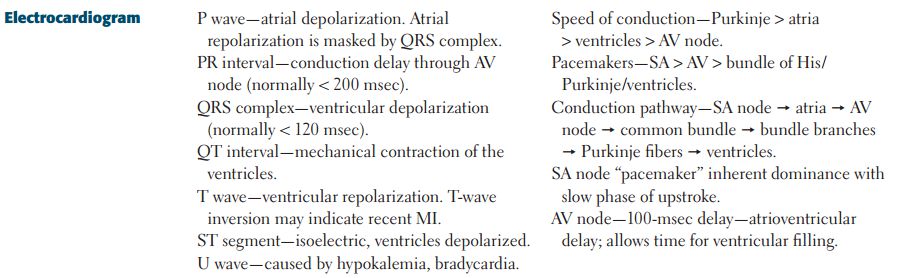 Electrocardiogram
P wave—atrial depolarization. Atrial
repolarization is masked by QRS complex.
PR interval—conduction delay through AV
node (normally < 200 msec).
QRS complex—ventricular depolarization
(normally < 120 msec).
QT interval—mechanical contraction of the
ventricles.
T wave—ventricular repolarization. T-wave
inversion may indicate recent MI.
ST segment—isoelectric, ventricles depolarized.
U wave—caused by hypokalemia, bradycardia.
Speed of conduction—Purkinje > atria
> ventricles > AV node.
Pacemakers—SA > AV > bundle of His/
Purkinje/ventricles.
Conduction pathway—SA node → atria → AV
node → common bundle → bundle branches
→ Purkinje fibers → ventricles.
SA node “pacemaker” inherent dominance with
slow phase of upstroke.
AV node—100-msec delay—atrioventricular
delay; allows time for ventricular filling.